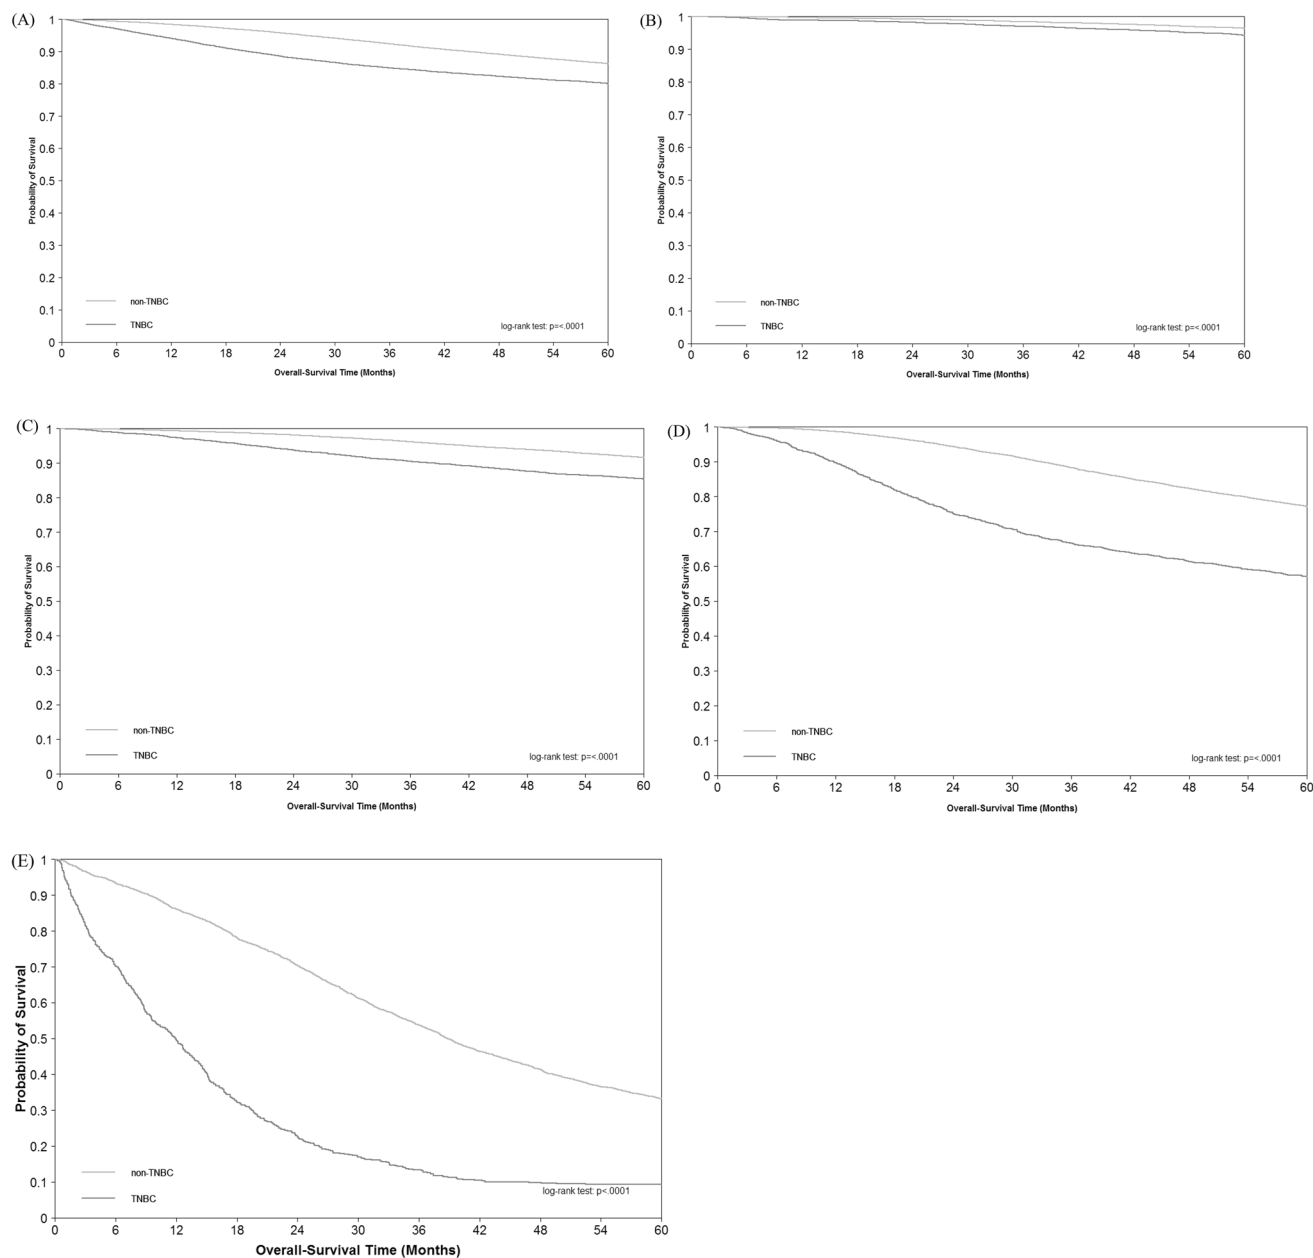 (A)
1
0.9
0.8
0.7
0.6
0.5
0.4
0.3
0.2
0.1
0
Probability of Survival
non-TNBC
TNBC
log-rank test: p=<.0001
0 6 12 18 24 30 36 42 48 54 60
Overall-Survival Time (Months)
(B)
1
0.9
0.8
0.7
0.6
0.5
0.4
0.3
0.2
0.1
0
Probability of Survival
non-TNBC
TNBC
log-rank test: p=<.0001
0 6 12 18 24 30 36 42 48 54 60
Overall-Survival Time (Months)
(C)
1
0.9
0.8
0.7
0.6
0.5
0.4
0.3
0.2
0.1
0
Probability of Survival
non-TNBC
TNBC
log-rank test: p=<.0001
0 6 12 18 24 30 36 42 48 54 60
Overall-Survival Time (Months)
(D)
1
0.9
0.8
0.7
0.6
0.5
0.4
0.3
0.2
0.1
0
Probability of Survival
non-TNBC
TNBC
log-rank test: p=<.0001
0 6 12 18 24 30 36 42 48 54 60
Overall-Survival Time (Months)
(E)
1
0.9
0.8
0.7
0.6
0.5
0.4
0.3
0.2
0.1
0
Probability of Survival
non-TNBC
TNBC
log-rank test: p<.0001
0 6 12 18 24 30 36 42 48 54 60
Overall-Survival Time (Months)